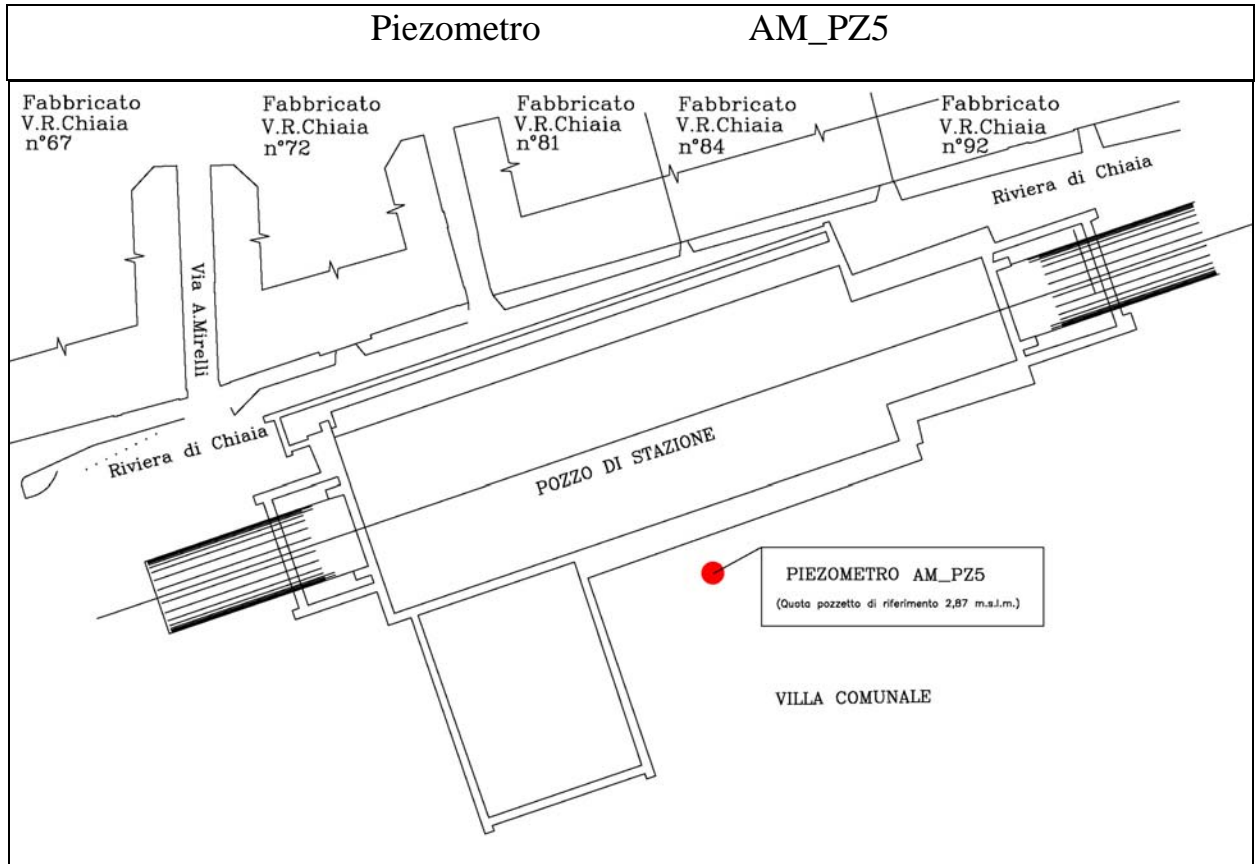 Piezometro AM_PZ5
Fabbricato
V.R.Chiaia
n°67
Fabbricato
V.R.Chiaia
n°72
Fabbricato
V.R.Chiaia
n°81
Fabbricato
V.R.Chiaia
n°84
Fabbricato
V.R.Chiaia
n°92
Riviera di Chiaia
Via A.Mirelli
Riviera di Chiaia
POZZO DI STAZIONE
PIEZOMETRO AM_PZ5
(Quota pozzetto di riferimento 2,87 m.s.l.m.)
VILLA COMUNALE